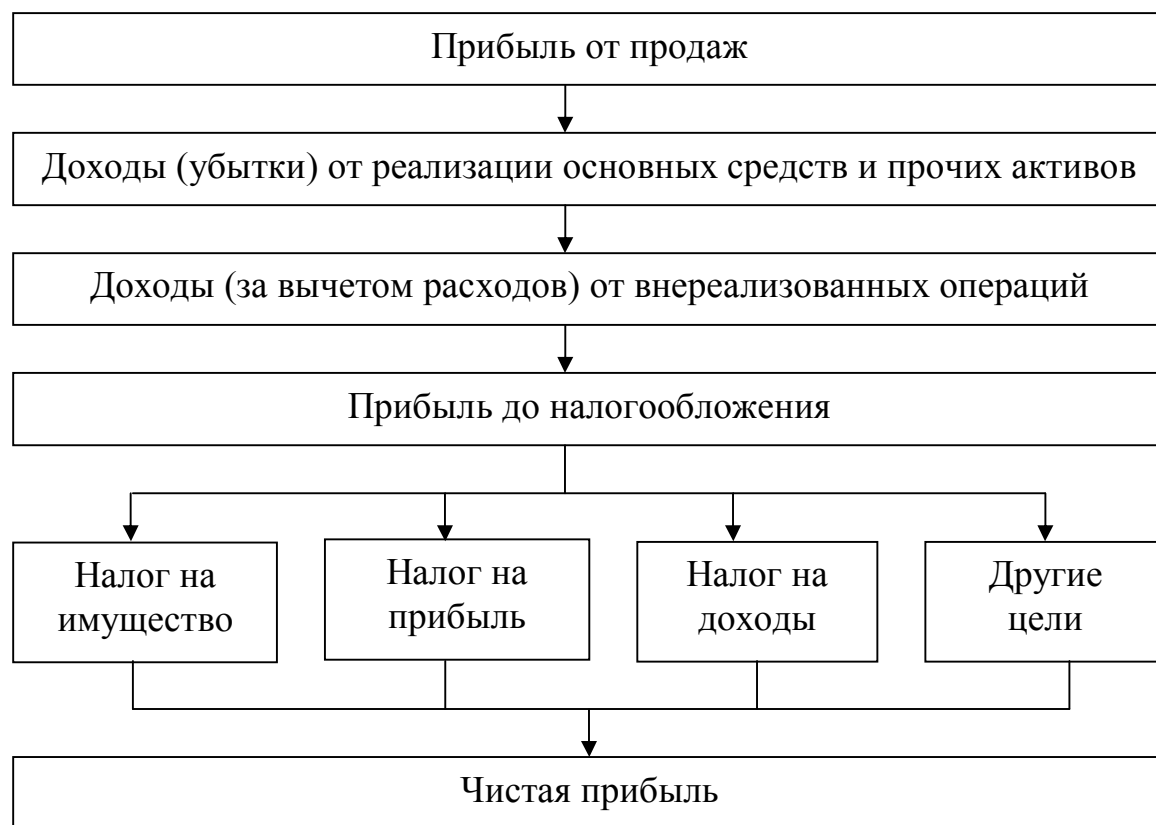 Прибыль от продаж
Доходы (убытки) от реализации основных средств и прочих активов
Доходы (за вычетом расходов) от внереализованных операций
Прибыль до налогообложения
Налог на
имущество
Налог на
прибыль
Налог на
доходы
Другие
цели
Чистая прибыль